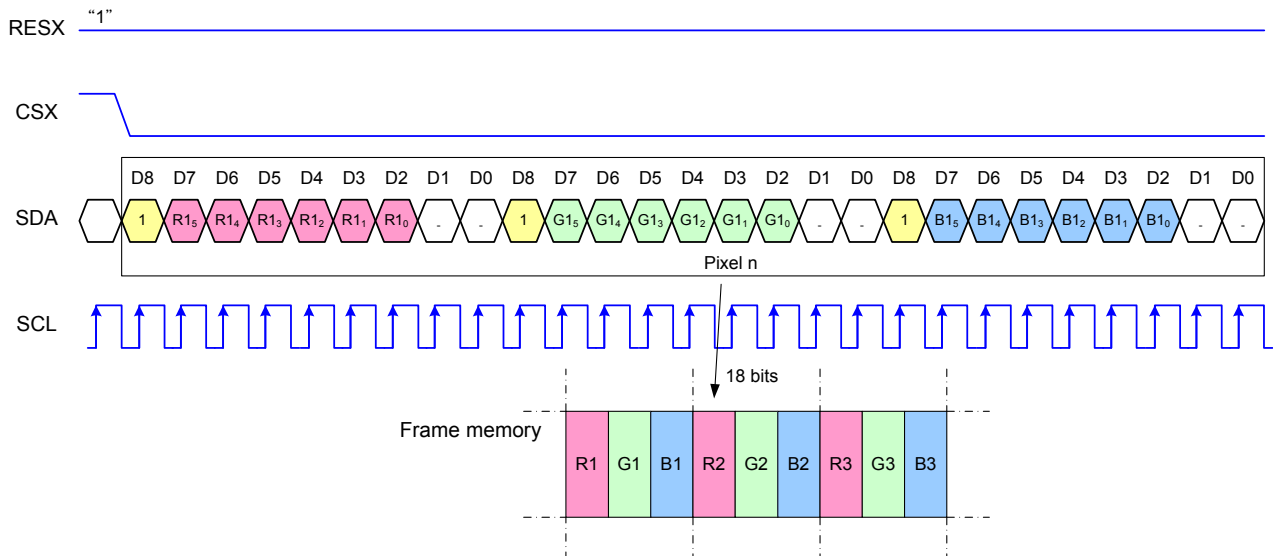 “1”
RESX
CSX
D8 D7 D6 D5 D4 D3 D2 D1 D0 D8 D7 D6 D5 D4 D3 D2 D1 D0 D8 D7 D6 D5 D4 D3 D2 D1 D0
SDA 1 R1₅ R1₄ R1₃ R1₂ R1₁ R1₀ - - 1 G1₅ G1₄ G1₃ G1₂ G1₁ G1₀ - - 1 B1₅ B1₄ B1₃ B1₂ B1₁ B1₀ - -
Pixel n
SCL
18 bits
Frame memory
R1 G1 B1 R2 G2 B2 R3 G3 B3